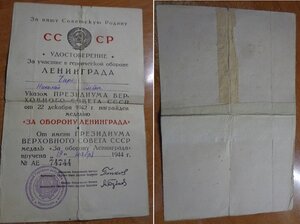 За нашу Советскую Родину
СССР
УДОСТОВЕРЕНИЕ
За участие в героической обороне
ЛЕНИНГРАДА
Указом ПРЕЗИДИУМА ВЕР-
ХОВНОГО СОВЕТА СССР
от 22 декабря 1942 г. награжден
медалью
«ЗА ОБОРОНУ ЛЕНИНГРАДА»
От имени ПРЕЗИДИУМА
ВЕРХОВНОГО СОВЕТА СССР
медаль «За оборону Ленинграда»
вручена 1944 г.
№ АЕ 74744